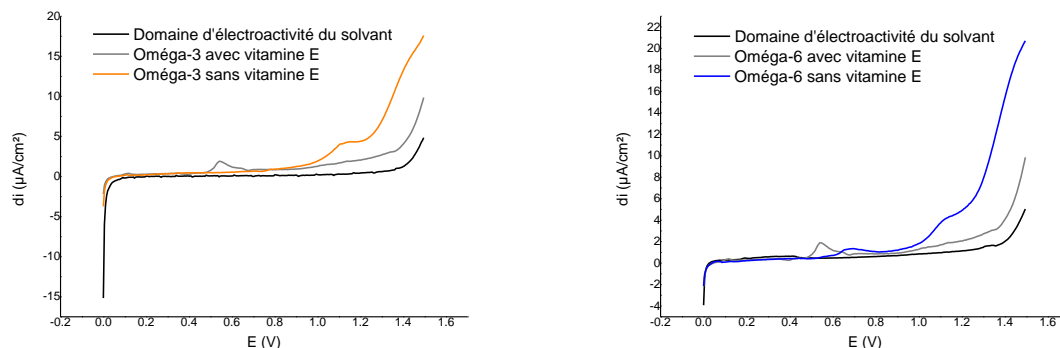 20
15
10
5
0
-5
-10
-15
di (µA/cm²)
Domaine d'électroactivité du solvant
Oméga-3 avec vitamine E
Oméga-3 sans vitamine E
-0.2 0.0 0.2 0.4 0.6 0.8 1.0 1.2 1.4 1.6
E (V)
22
20
18
16
14
12
10
8
6
4
2
0
-2
-4
di (µA/cm²)
Domaine d'électroactivité du solvant
Oméga-6 avec vitamine E
Oméga-6 sans vitamine E
-0.2 0.0 0.2 0.4 0.6 0.8 1.0 1.2 1.4 1.6
E (V)